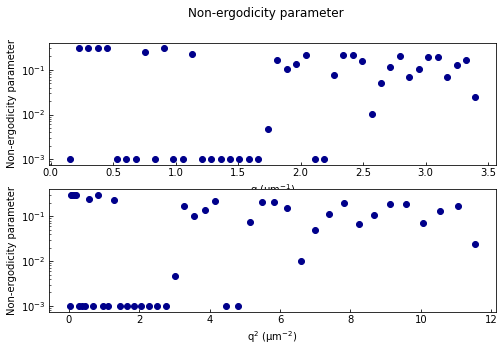 Non-ergodicity parameter
Non-ergodicity parameter
10⁻¹
10⁻²
10⁻³
0.0 0.5 1.0 1.5 2.0 2.5 3.0 3.5
q (μm⁻¹)
Non-ergodicity parameter
10⁻¹
10⁻²
10⁻³
0 2 4 6 8 10 12
q² (μm⁻²)